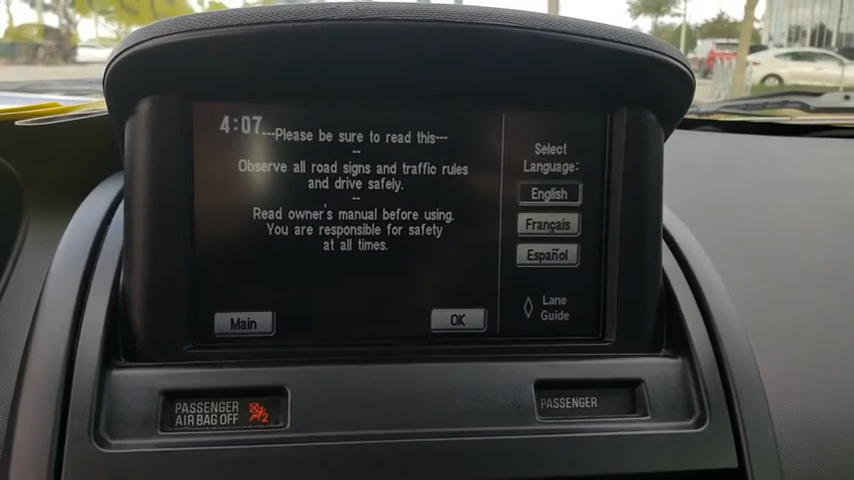 4:07
---Please be sure to read this---
--
Observe all road signs and traffic rules
and drive safely.
--
Read owner's manual before using.
You are responsible for safety
at all times.
Main
OK
Select
Language:
English
Français
Español
Lane
Guide
PASSENGER
AIR BAG OFF
2
PASSENGER